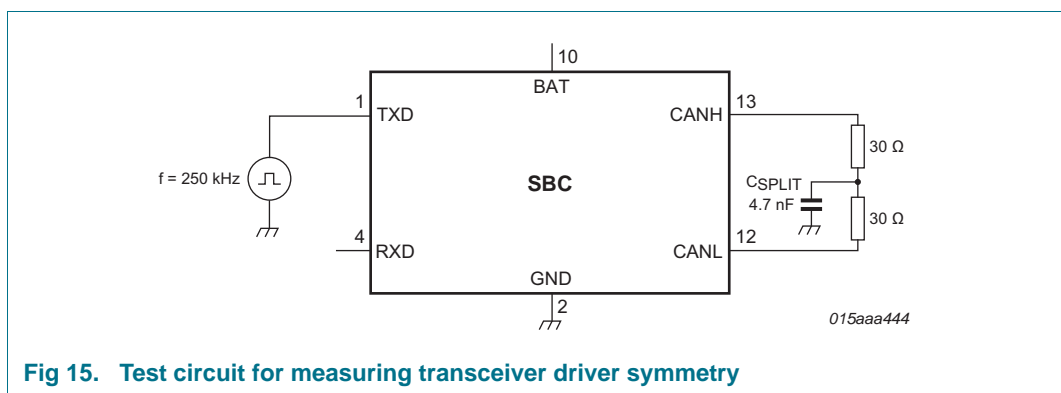 10
BAT
1
TXD
CANH
13
30 Ω
f = 250 kHz
SBC
CSPLIT
4.7 nF
30 Ω
4
RXD
CANL
12
GND
2
015aaa444
Fig 15. Test circuit for measuring transceiver driver symmetry